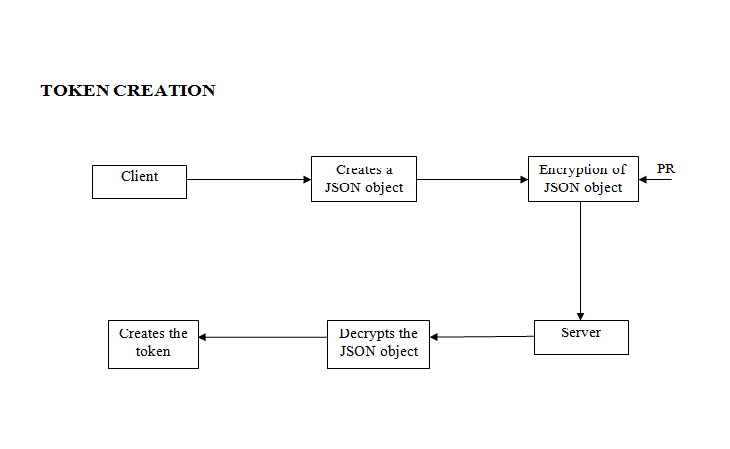 TOKEN CREATION
Client
Creates a
JSON object
Encryption of
JSON object
PR
Creates the
token
Decrypts the
JSON object
Server